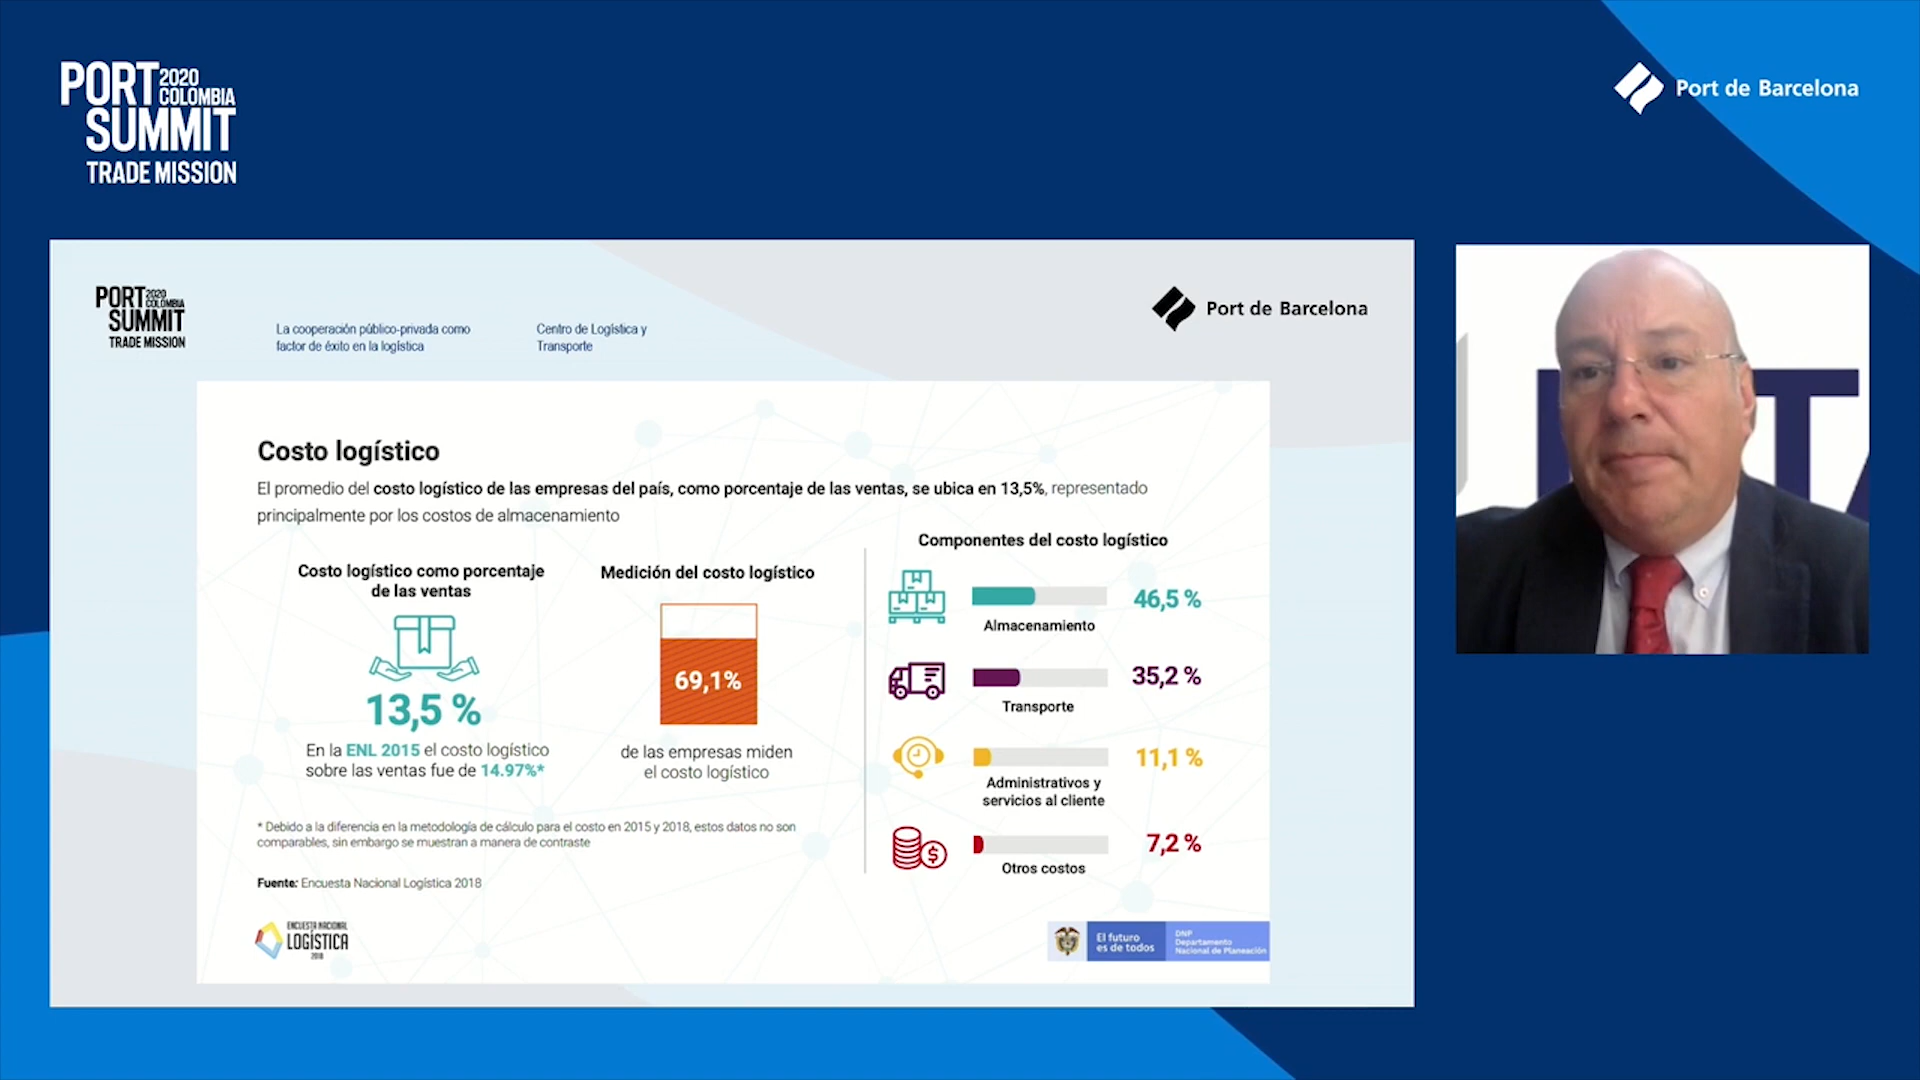 PORT 2020
COLOMBIA
SUMMIT
TRADE MISSION
Port de Barcelona
PORT 2020
COLOMBIA
SUMMIT
TRADE MISSION
La cooperación público-privada como
factor de éxito en la logística
Centro de Logística y
Transporte
Port de Barcelona
Costo logístico
El promedio del costo logístico de las empresas del país, como porcentaje de las ventas, se ubica en 13,5%, representado
principalmente por los costos de almacenamiento
Costo logístico como porcentaje
de las ventas
13,5 %
En la ENL 2015 el costo logístico
sobre las ventas fue de 14.97%*
Medición del costo logístico
69,1%
de las empresas miden
el costo logístico
Componentes del costo logístico
46,5 %
Almacenamiento
35,2 %
Transporte
11,1 %
Administrativos y
servicios al cliente
7,2 %
Otros costos
* Debido a la diferencia en la metodología de cálculo para el costo en 2015 y 2018, estos datos no son
comparables, sin embargo se muestran a manera de contraste
Fuente: Encuesta Nacional Logística 2018
ENCUESTA NACIONAL
LOGÍSTICA
2018
El futuro
es de todos
DNP
Departamento
Nacional de Planeación